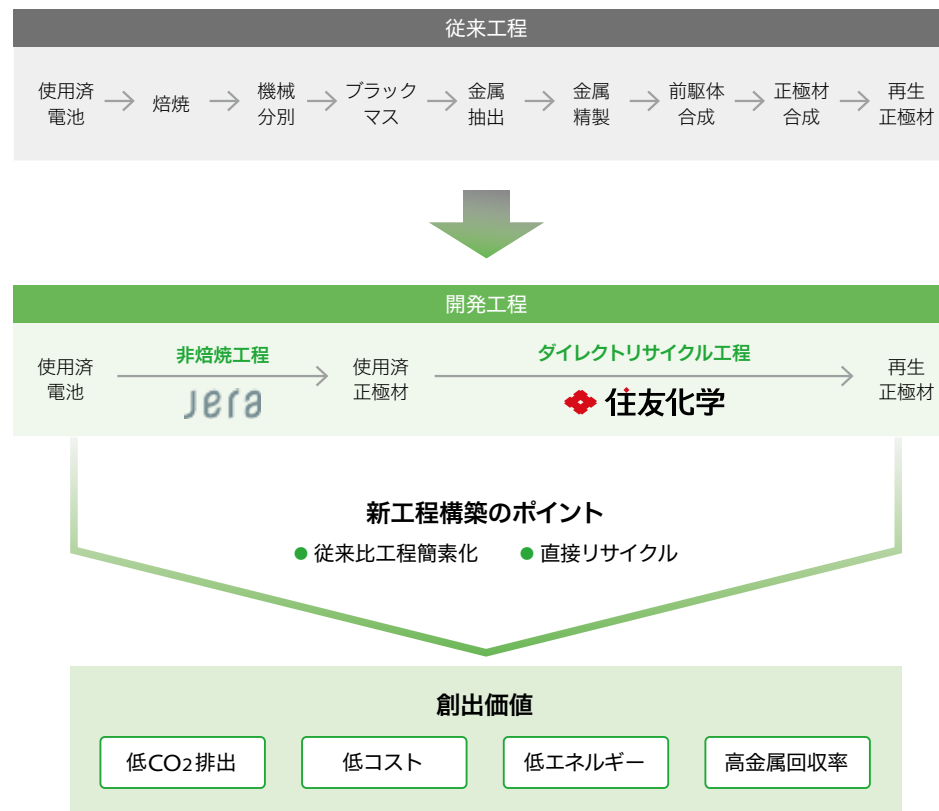 従来工程
使用済
電池
焙焼
機械
分別
ブラック
マス
金属
抽出
金属
精製
前駆体
合成
正極材
合成
再生
正極材
開発工程
使用済
電池
非焙焼工程
Jera
使用済
正極材
ダイレクトリサイクル工程
住友化学
再生
正極材
新工程構築のポイント
● 従来比工程簡素化 ● 直接リサイクル
創出価値
低CO2排出
低コスト
低エネルギー
高金属回収率